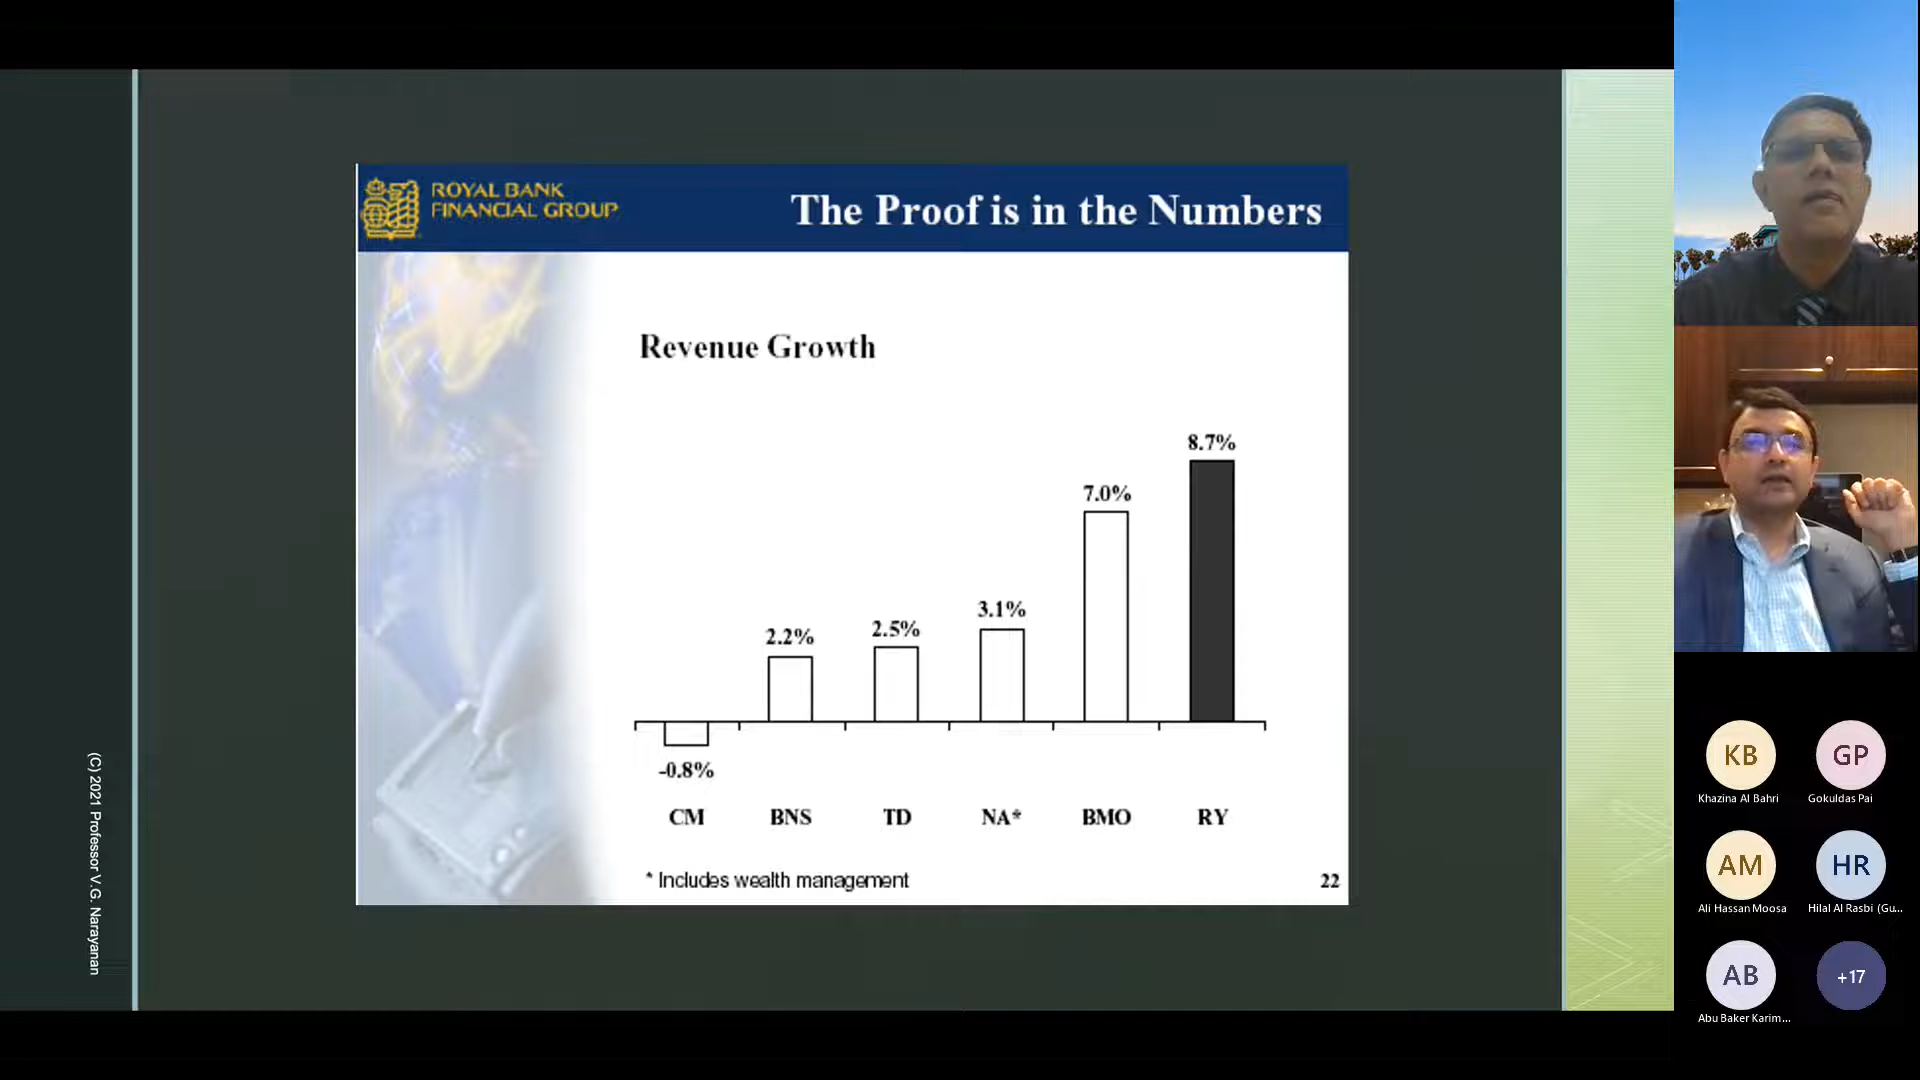 ROYAL BANK
FINANCIAL GROUP
The Proof is in the Numbers
Revenue Growth
8.7%
7.0%
3.1%
2.5%
2.2%
-0.8%
CM BNS TD NA* BMO RY
* Includes wealth management
22
(C) 2021 Professor V.G. Narayanan
KB
Khazina Al Bahri
GP
Gokuldas Pai
AM
Ali Hassan Moosa
HR
Hilal Al Rasbi (Gu...
AB
Abu Baker Karim...
+17